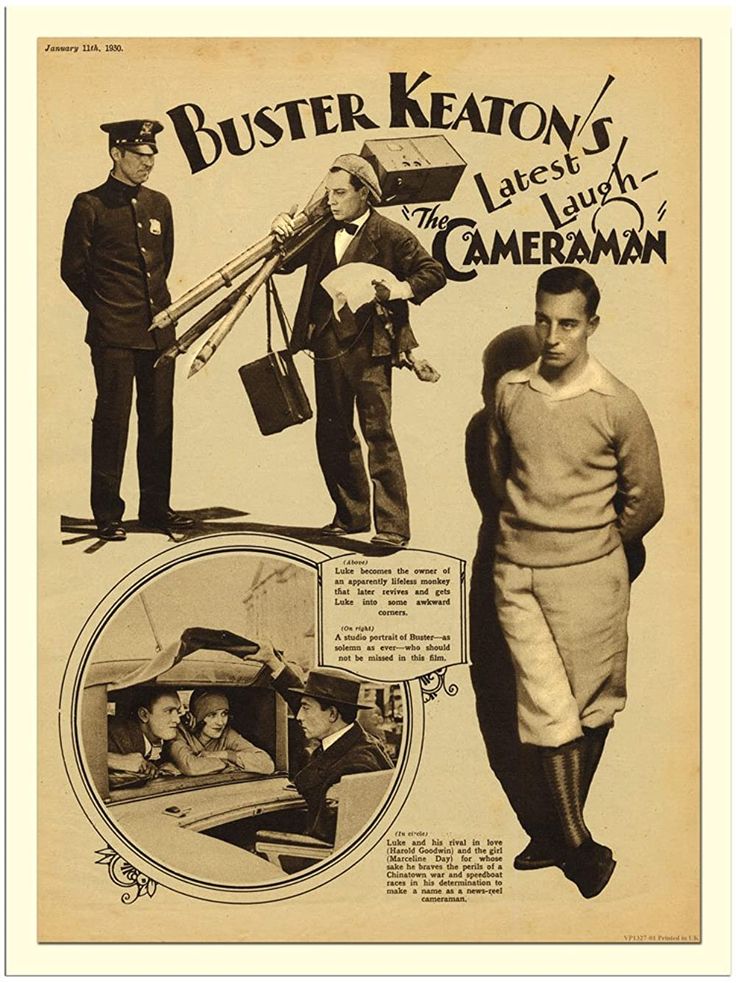 January 11th, 1930.
BUSTER KEATON'S
Latest
Laugh—
"The
CAMERAMAN"
(Above)
Luke becomes the owner of
an apparently lifeless monkey
that later revives and gets
Luke into some awkward
corners.
(On right)
A studio portrait of Buster—as
solemn as ever—who should
not be missed in this film.
(In circle)
Luke and his rival in love
(Harold Goodwin) and the girl
(Marceline Day) for whose
sake he braves the perils of a
Chinatown war and speedboat
races in his determination to
make a name as a news-reel
cameraman.
VP1327-01 Printed in UK